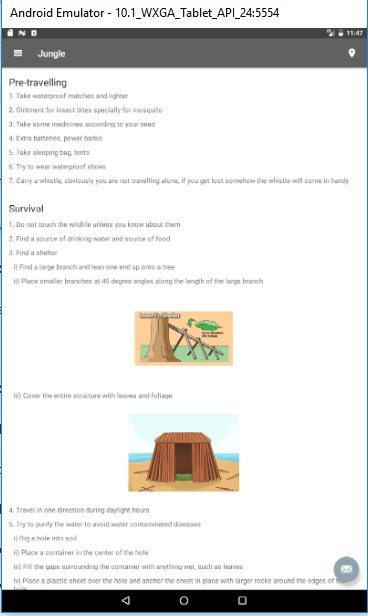 Android Emulator - 10.1_WXGA_Tablet_API_24:5554
11:47
Jungle
Pre-travelling
1. Take waterproof matches and lighter
2. Ointment for insect bites specially for mosquito
3. Take some medicines according to your need
4. Extra batteries, power banks
5. Take sleeping bag, tents
6. Try to wear waterproof shoes
7. Carry a whistle, obviously you are not travelling alone, if you get lost somehow the whistle will come in handy
Survival
1. Do not touch the wildlife unless you know about them
2. Find a source of drinking water and source of food
3. Find a shelter
i) Find a large branch and lean one end up onto a tree
ii) Place smaller branches at 45 degree angles along the length of the large branch
iii) Cover the entire structure with leaves and foliage
4. Travel in one direction during daylight hours
5. Try to purify the water to avoid water contaminated diseases
i) Dig a hole into soil
ii) Place a container in the center of the hole
iii) Fill the gaps surrounding the container with anything wet, such as leaves
iv) Place a plastic sheet over the hole and anchor the sheet in place with larger rocks around the edges of the
hole